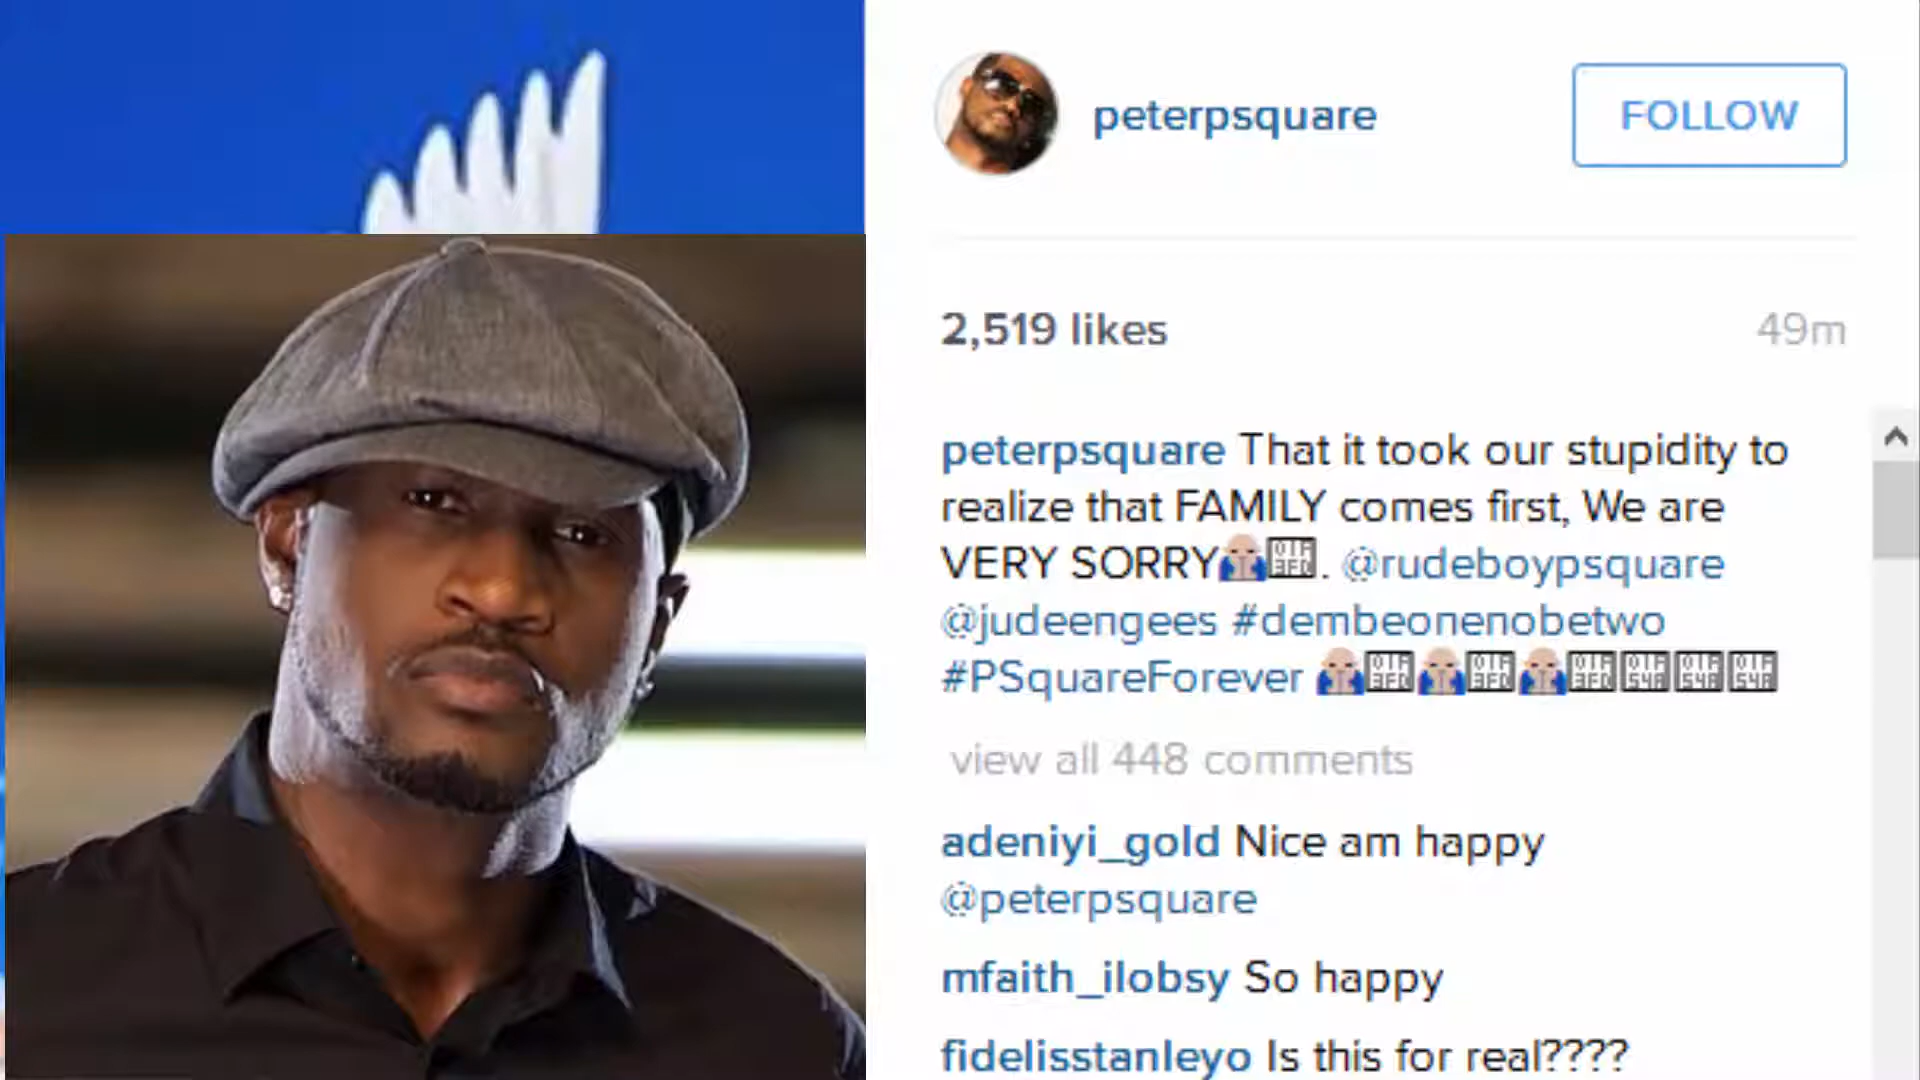 peterpsquare
FOLLOW
2,519 likes
49m
peterpsquare That it took our stupidity to
realize that FAMILY comes first, We are
VERY SORRY. @rudeboypsquare
@judeengees #dembeonenobetwo
#PSquareForever
view all 448 comments
adeniyi_gold Nice am happy
@peterpsquare
mfaith_ilobsy So happy
fidelisstanleyo Is this for real????